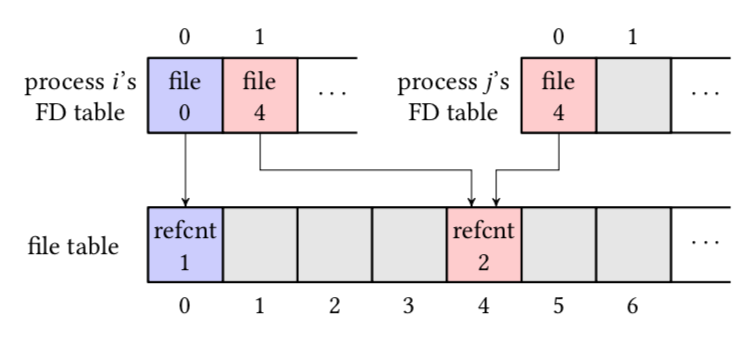 0 1 0 1
process i's file file ... process j's file ...
FD table 0 4 FD table 4
refcnt refcnt
file table ...
1 2
0 1 2 3 4 5 6